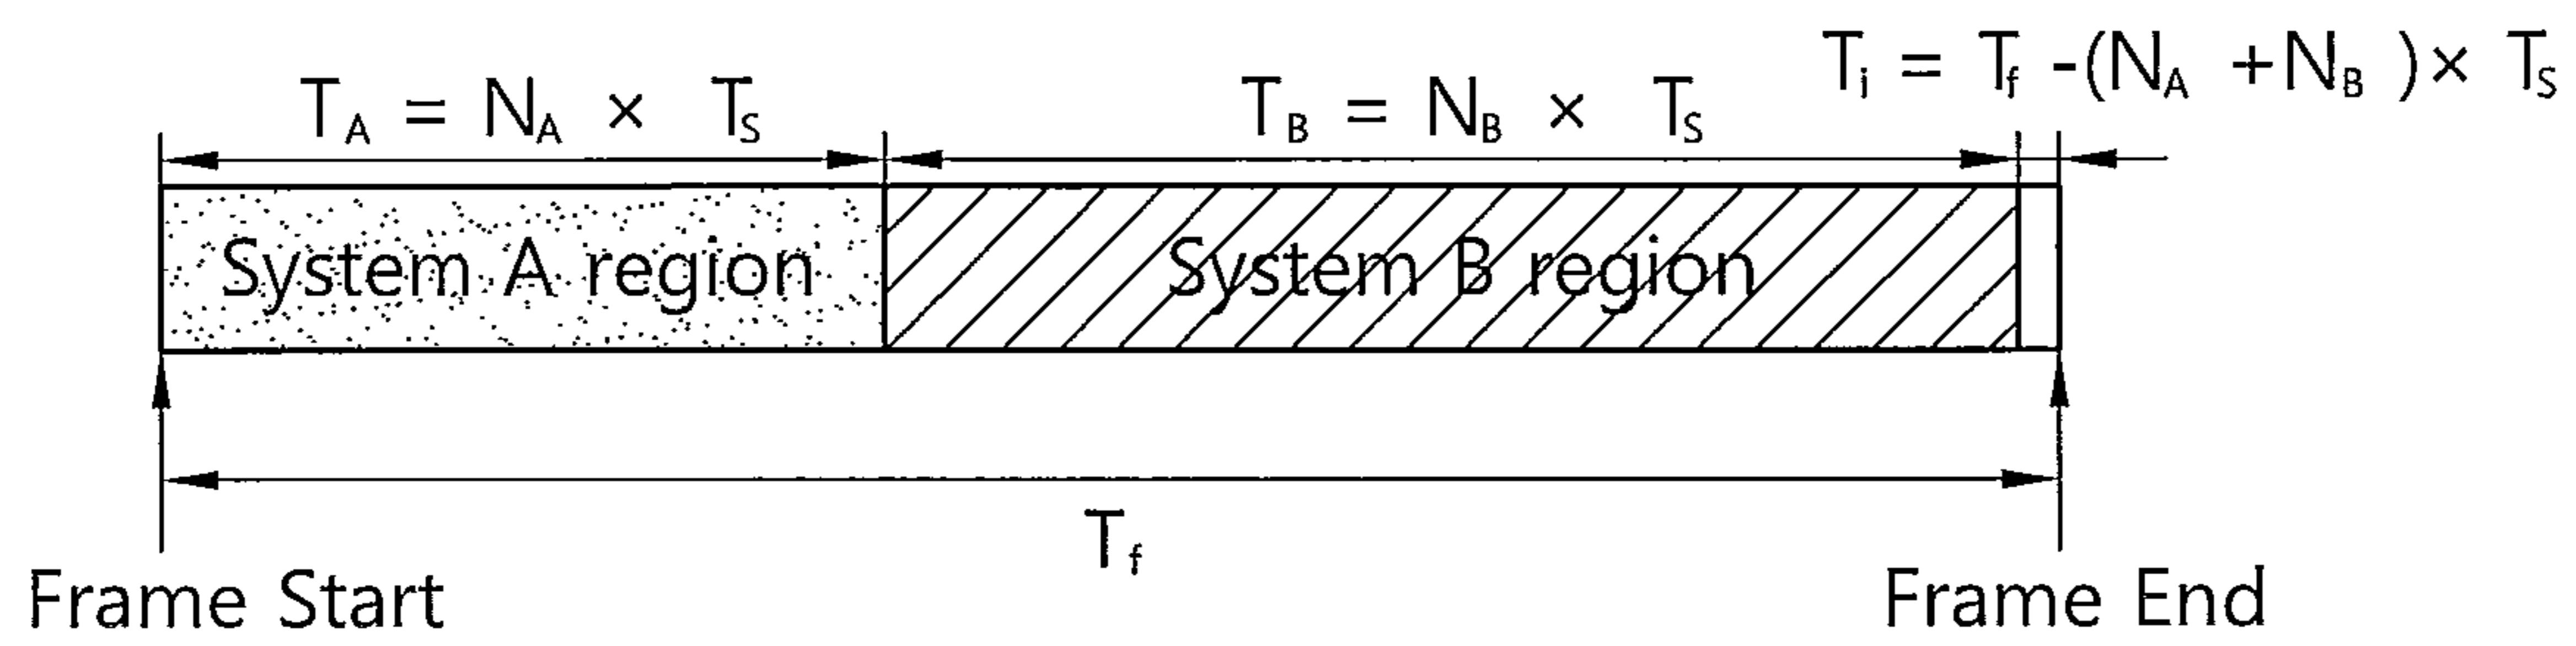 Tᵢ = T_f -(N_A +N_B )× T_S
T_A = N_A × T_S
T_B = N_B × T_S
System A region
System B region
T_f
Frame Start
Frame End